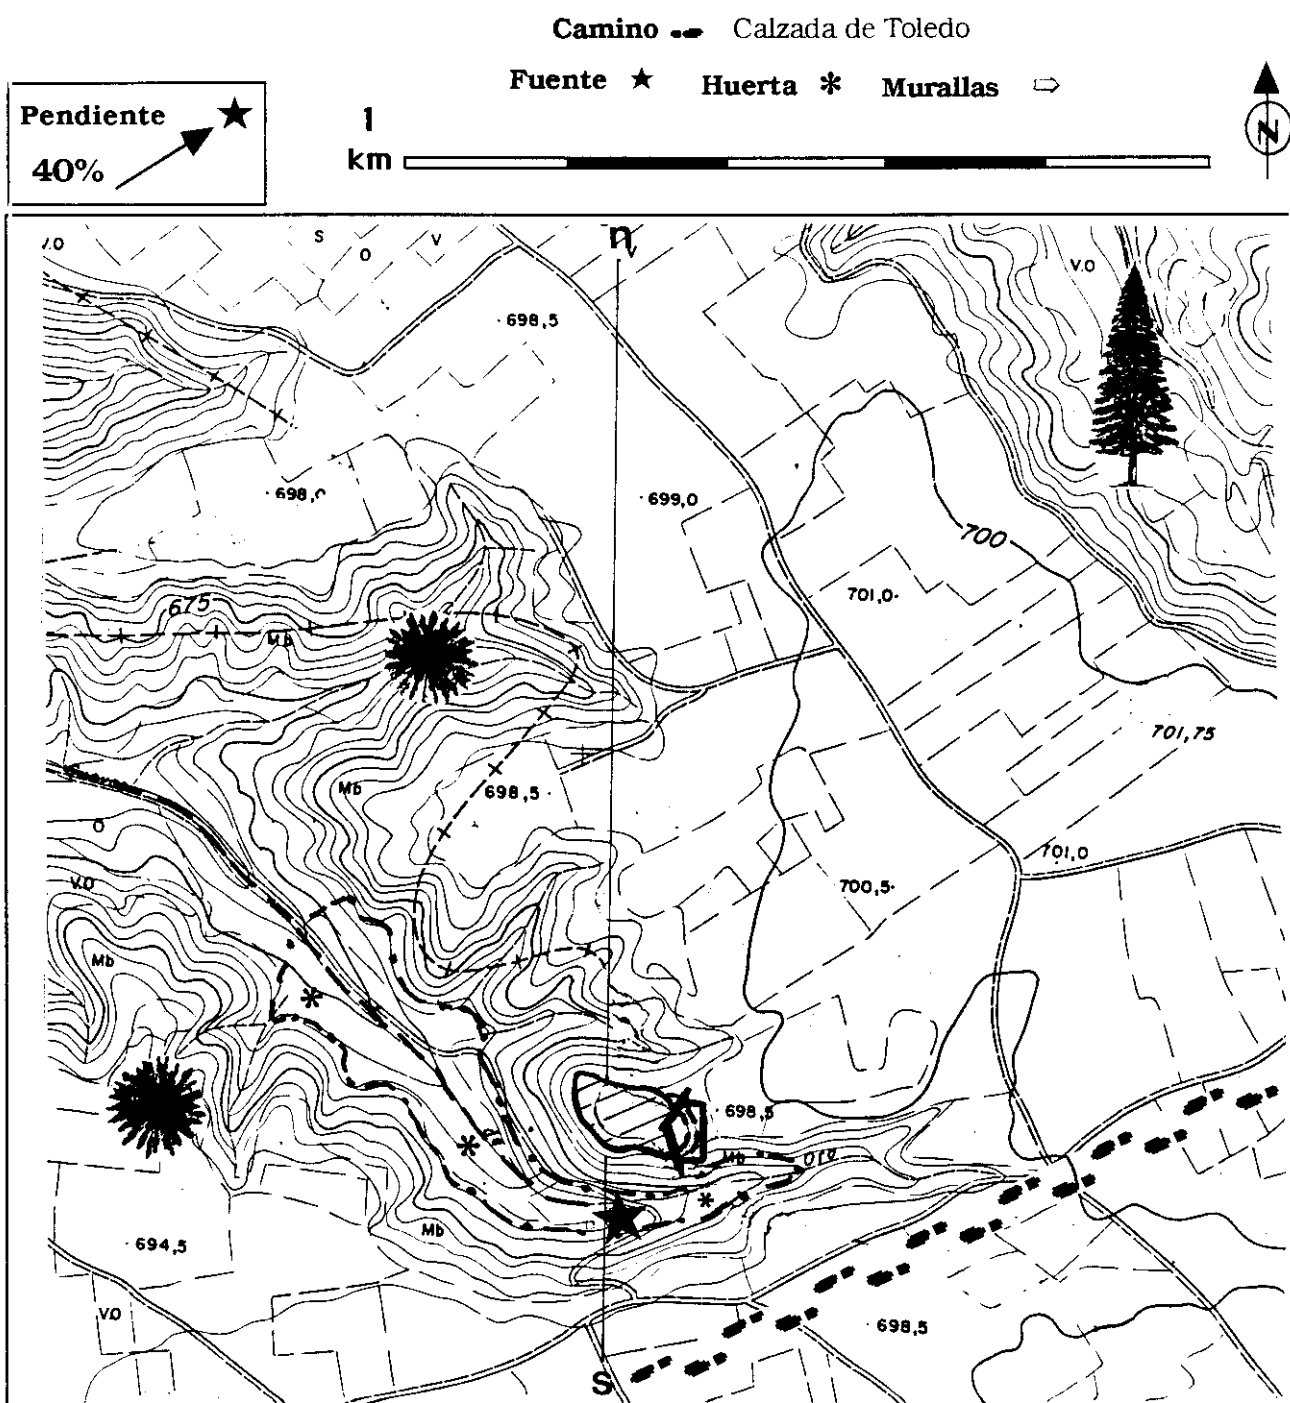 Camino Calzada de Toledo
Fuente ★ Huerta * Murallas ⇨
Pendiente ★
40%
1
km
N
V.O
S
V
O
n
V.O
698,5
698,0
699,0
700
701,0
675
Mb
701,75
Mb
698,5
O
701,0
V.O
700,5
Mb
698,5
Mb
Oro
Mb
694,5
V.O
698,5
S